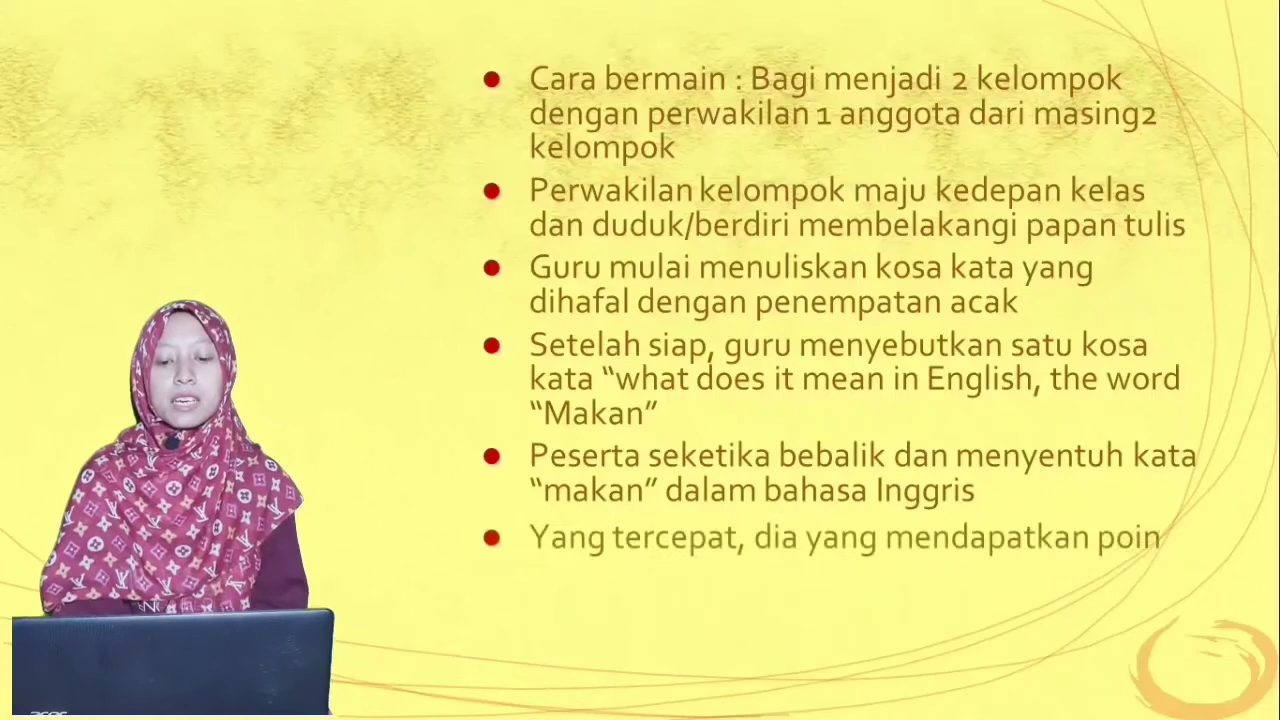 Cara bermain : Bagi menjadi 2 kelompok
dengan perwakilan 1 anggota dari masing2
kelompok
Perwakilan kelompok maju kedepan kelas
dan duduk/berdiri membelakangi papan tulis
Guru mulai menuliskan kosa kata yang
dihafal dengan penempatan acak
Setelah siap, guru menyebutkan satu kosa
kata “what does it mean in English, the word
“Makan”
Peserta seketika bebalik dan menyentuh kata
“makan” dalam bahasa Inggris
Yang tercepat, dia yang mendapatkan poin
acer